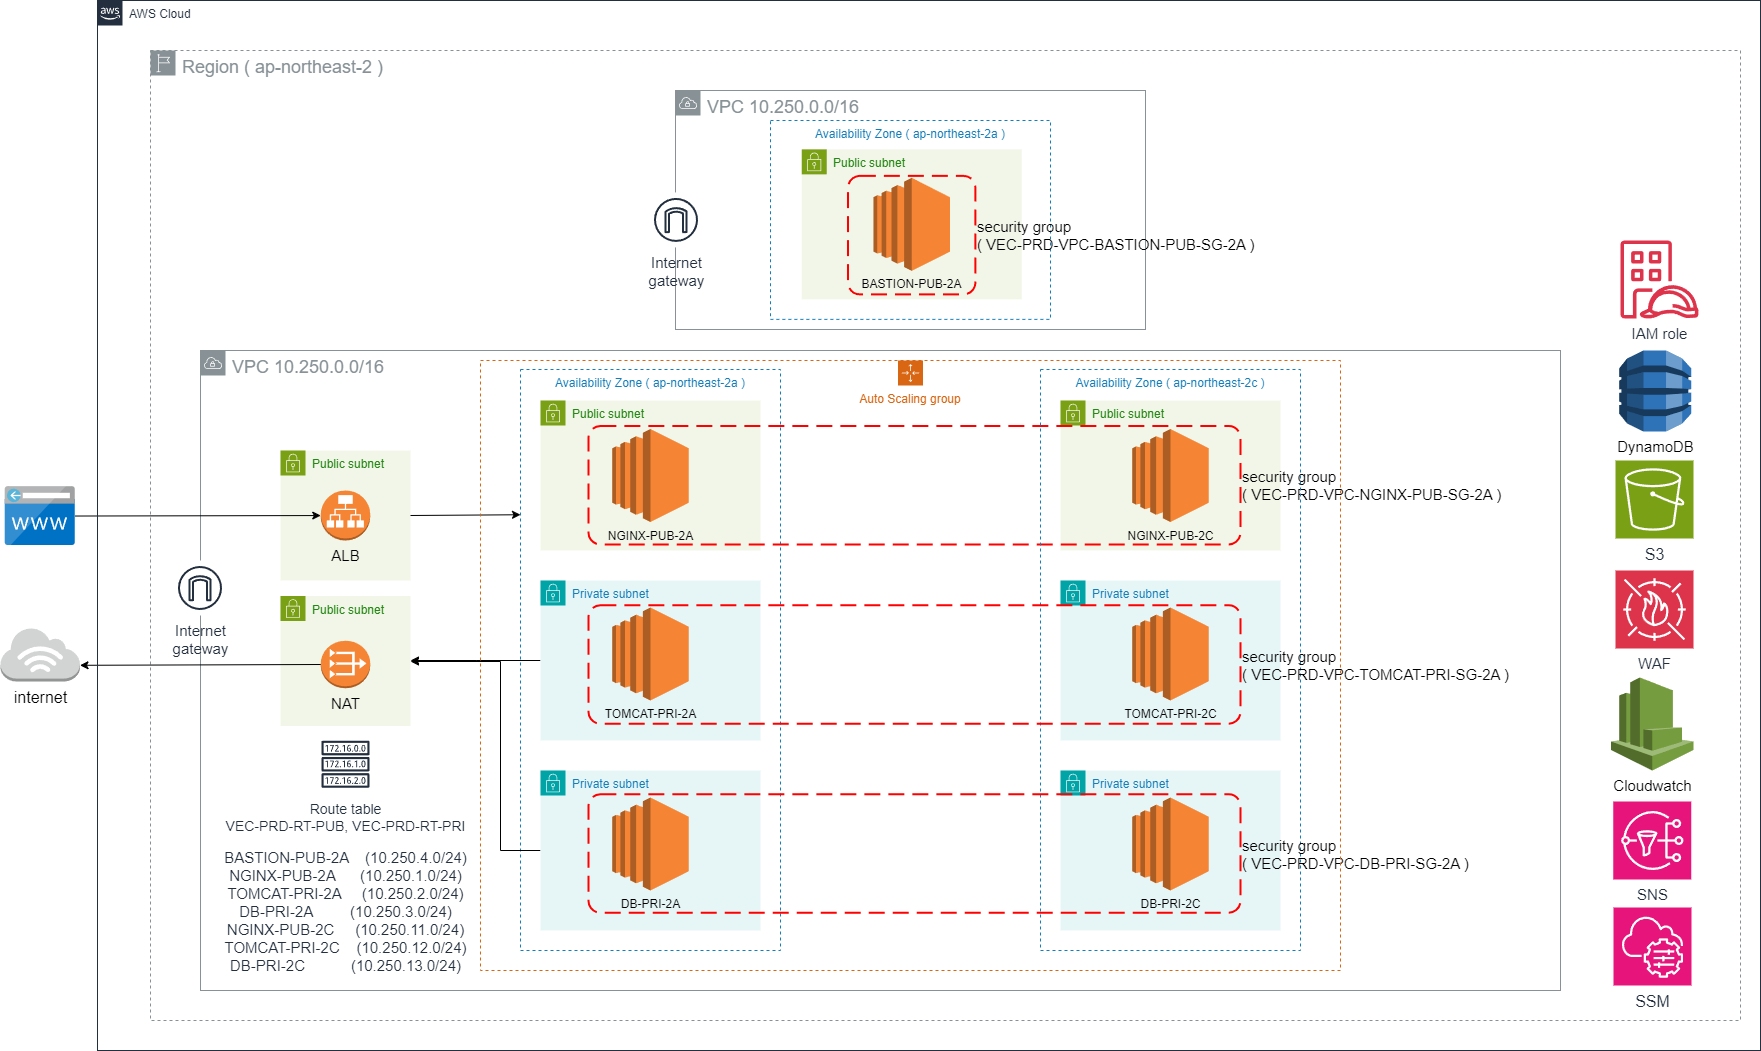 aws
AWS Cloud
Region ( ap-northeast-2 )
VPC 10.250.0.0/16
Availability Zone ( ap-northeast-2a )
Public subnet
security group
( VEC-PRD-VPC-BASTION-PUB-SG-2A )
BASTION-PUB-2A
Internet
gateway
VPC 10.250.0.0/16
Auto Scaling group
Availability Zone ( ap-northeast-2a )
Availability Zone ( ap-northeast-2c )
Public subnet
Public subnet
NGINX-PUB-2A
NGINX-PUB-2C
security group
( VEC-PRD-VPC-NGINX-PUB-SG-2A )
Public subnet
ALB
WWW
Private subnet
Private subnet
TOMCAT-PRI-2A
TOMCAT-PRI-2C
security group
( VEC-PRD-VPC-TOMCAT-PRI-SG-2A )
Internet
gateway
Public subnet
NAT
internet
Private subnet
Private subnet
DB-PRI-2A
DB-PRI-2C
security group
( VEC-PRD-VPC-DB-PRI-SG-2A )
172.16.0.0
172.16.1.0
172.16.2.0
Route table
VEC-PRD-RT-PUB, VEC-PRD-RT-PRI
BASTION-PUB-2A (10.250.4.0/24)
NGINX-PUB-2A (10.250.1.0/24)
TOMCAT-PRI-2A (10.250.2.0/24)
DB-PRI-2A (10.250.3.0/24)
NGINX-PUB-2C (10.250.11.0/24)
TOMCAT-PRI-2C (10.250.12.0/24)
DB-PRI-2C (10.250.13.0/24)
IAM role
DynamoDB
S3
WAF
Cloudwatch
SNS
SSM